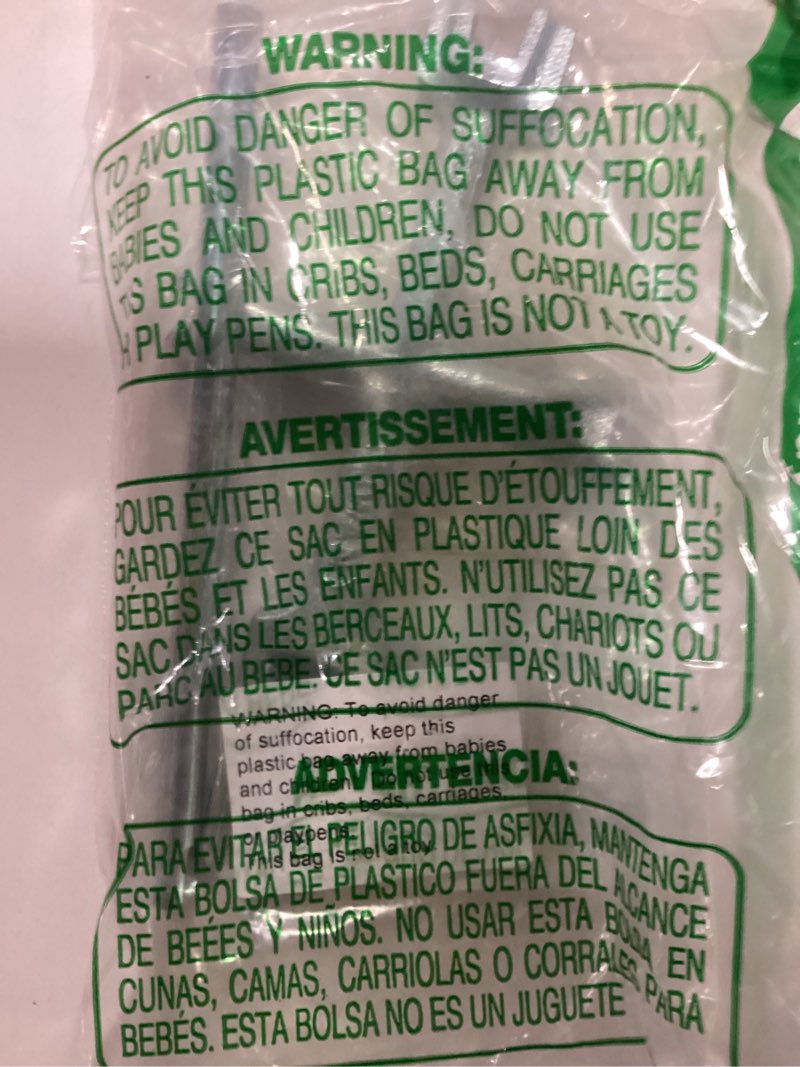 WARNING:
TO AVOID DANGER OF SUFFOCATION,
KEEP THIS PLASTIC BAG AWAY FROM
BABIES AND CHILDREN, DO NOT USE
THIS BAG IN CRIBS, BEDS, CARRIAGES
PLAY PENS. THIS BAG IS NOT A TOY.
AVERTISSEMENT:
POUR ÉVITER TOUT RISQUE D'ÉTOUFFEMENT,
GARDEZ CE SAC EN PLASTIQUE LOIN DES
BÉBÉS ET LES ENFANTS. N'UTILISEZ PAS CE
SAC DANS LES BERCEAUX, LITS, CHARIOTS OU
PARC AU BEBE. CE SAC N'EST PAS UN JOUET.
WARNING: To avoid danger
of suffocation, keep this
plastic bag away from babies
and children. Do not use
bag in cribs, beds, carriages
or playpens.
This bag is not a toy.
ADVERTENCIA:
PARA EVITAR EL PELIGRO DE ASFIXIA, MANTENGA
ESTA BOLSA DE PLASTICO FUERA DEL ALCANCE
DE BEÉES Y NIÑOS. NO USAR ESTA BOLSA EN
CUNAS, CAMAS, CARRIOLAS O CORRALES PARA
BEBÉS. ESTA BOLSA NO ES UN JUGUETE